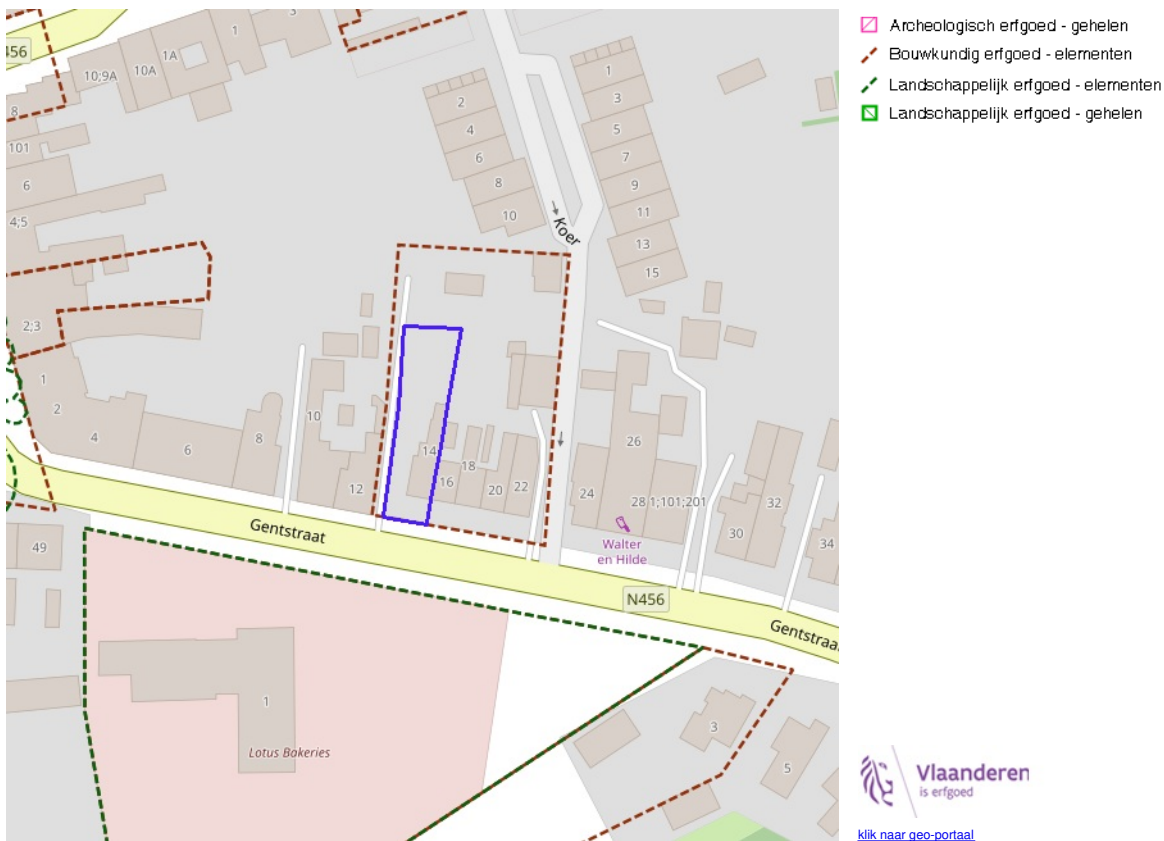 456
1
3
1A
10A
10;9A
8
101
6
4;5
2
4
6
8
10
1
3
5
7
9
11
13
15
Koer
2;3
1
2
4
6
8
10
12
14
16
18
20
22
24
26
28 1;101;201
30
32
34
Walter
en Hilde
Gentstraat
N456
Gentstraa
49
1
Lotus Bakeries
3
5
Archeologisch erfgoed - gehelen
Bouwkundig erfgoed - elementen
Landschappelijk erfgoed - elementen
Landschappelijk erfgoed - gehelen
Vlaanderen
is erfgoed
klik naar geo-portaal